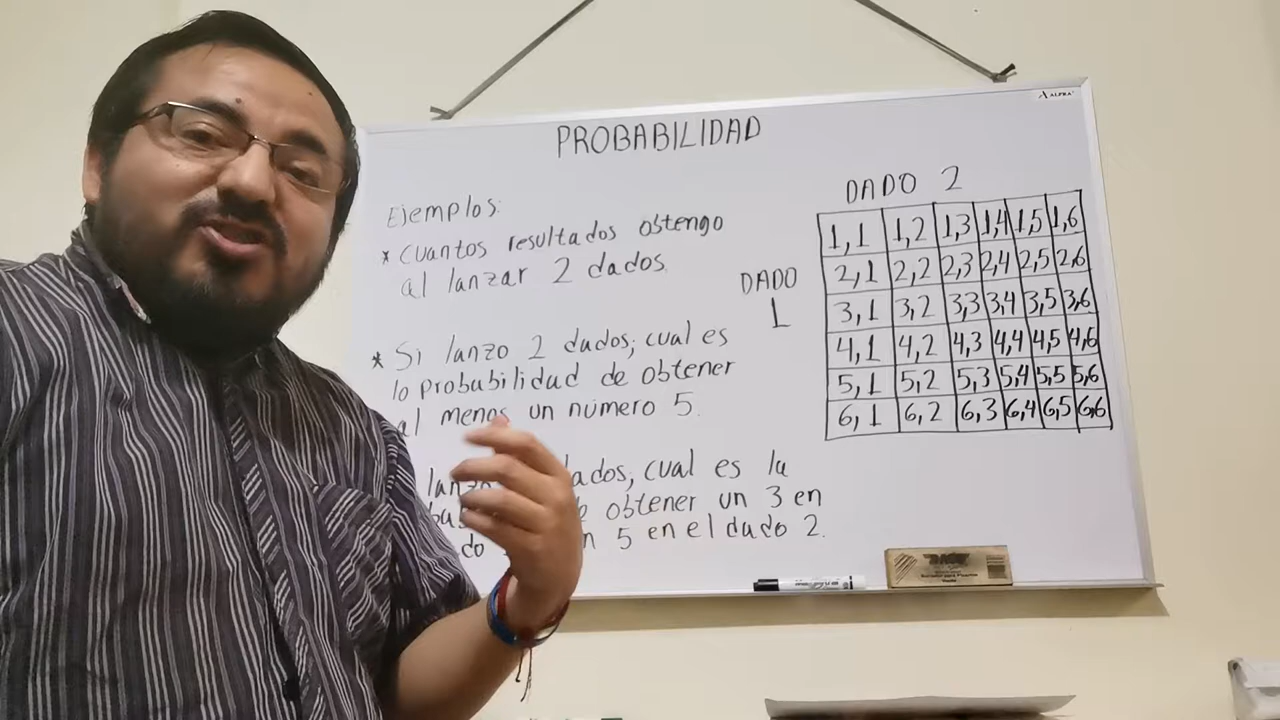 ALPHA
PROBABILIDAD
Ejemplos:
* Cuantos resultados obtengo
al lanzar 2 dados.
* Si lanzo 2 dados; cual es
lo probabilidad de obtener
al menos un número 5.
lanzo dados, cual es la
obtener un 3 en
5 en el dado 2.
DADO 2
DADO
1
1,1 1,2 1,3 1,4 1,5 1,6
2,1 2,2 2,3 2,4 2,5 2,6
3,1 3,2 3,3 3,4 3,5 3,6
4,1 4,2 4,3 4,4 4,5 4,6
5,1 5,2 5,3 5,4 5,5 5,6
6,1 6,2 6,3 6,4 6,5 6,6